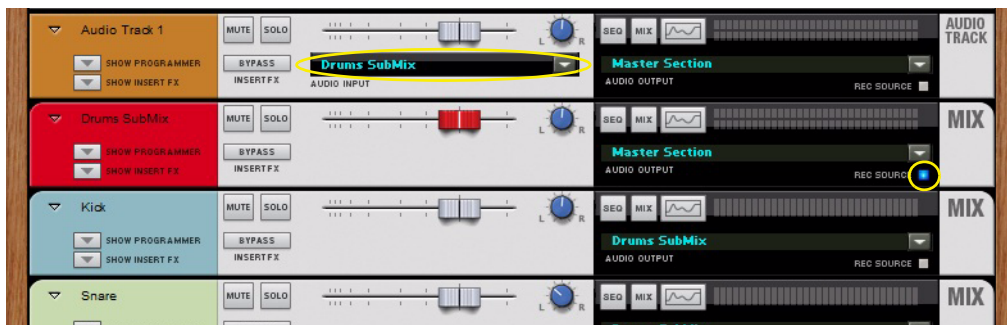 Audio Track 1 MUTE SOLO L R SEQ MIX AUDIO TRACK
SHOW PROGRAMMER BYPASS Drums SubMix Master Section
SHOW INSERT FX INSERT FX AUDIO INPUT AUDIO OUTPUT REC SOURCE
Drums SubMix MUTE SOLO L R SEQ MIX MIX
SHOW PROGRAMMER BYPASS Master Section
SHOW INSERT FX INSERT FX AUDIO OUTPUT REC SOURCE
Kick MUTE SOLO L R SEQ MIX MIX
SHOW PROGRAMMER BYPASS Drums SubMix
SHOW INSERT FX INSERT FX AUDIO OUTPUT REC SOURCE
Snare MUTE SOLO L R SEQ MIX MIX